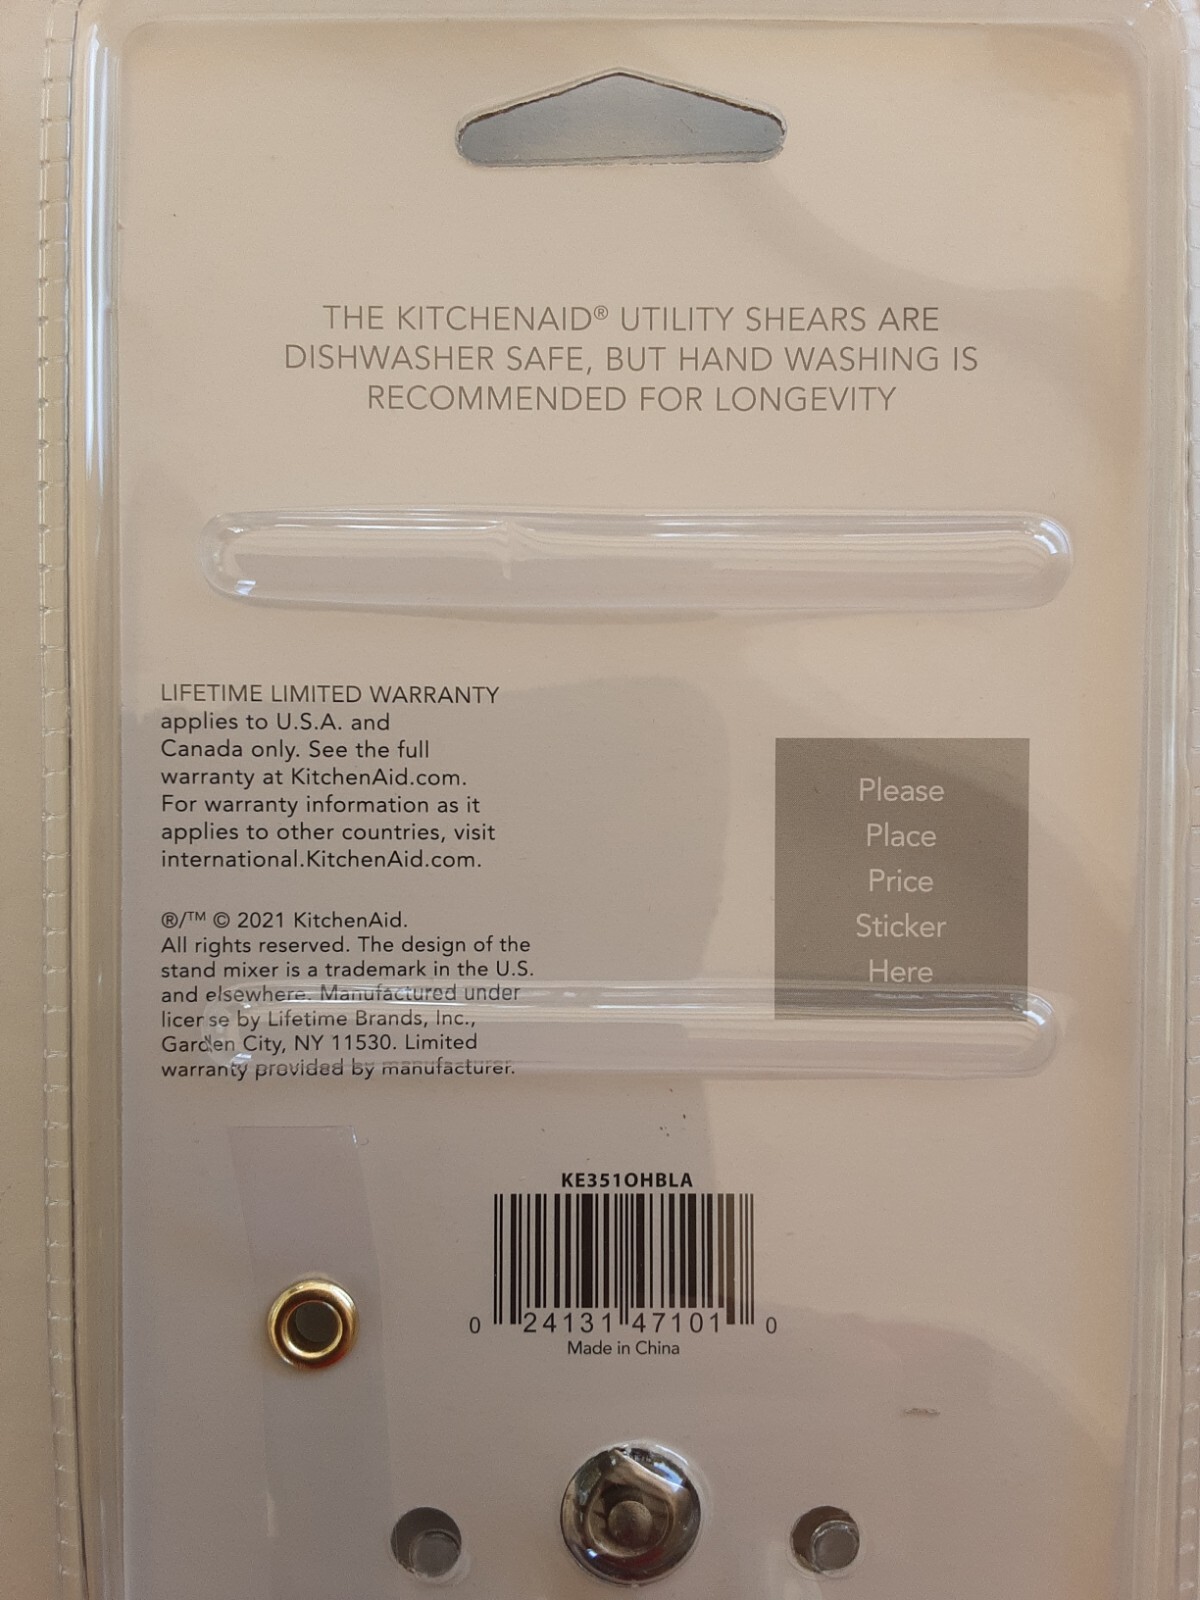 THE KITCHENAID® UTILITY SHEARS ARE
DISHWASHER SAFE, BUT HAND WASHING IS
RECOMMENDED FOR LONGEVITY
LIFETIME LIMITED WARRANTY
applies to U.S.A. and
Canada only. See the full
warranty at KitchenAid.com.
For warranty information as it
applies to other countries, visit
international.KitchenAid.com.
®/™ © 2021 KitchenAid.
All rights reserved. The design of the
stand mixer is a trademark in the U.S.
and elsewhere. Manufactured under
license by Lifetime Brands, Inc.,
Garden City, NY 11530. Limited
warranty provided by manufacturer.
Please
Place
Price
Sticker
Here
KE351OHBLA
0 24131 47101 0
Made in China